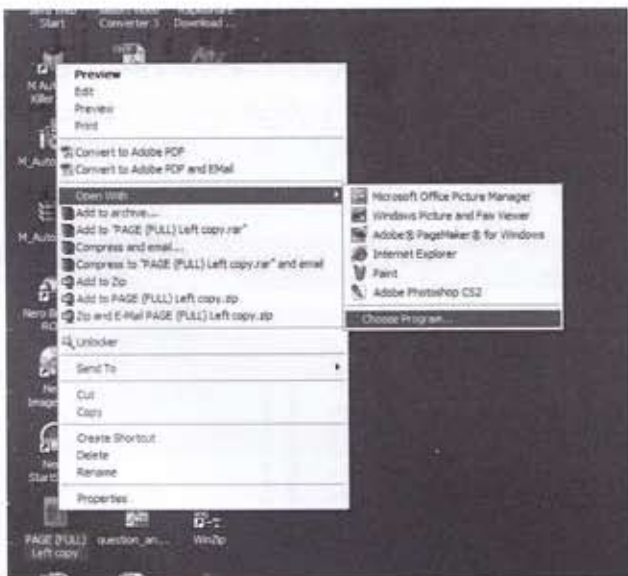 Start
Converter 3
Download ...
Killer
Preview
Edit
Preview
Print
Convert to Adobe PDF
Convert to Adobe PDF and EMail
Open With
Add to archive...
Add to "PAGE (FULL) Left copy.rar"
Compress and email...
Compress to "PAGE (FULL) Left copy.rar" and email
Add to Zip
Add to PAGE (FULL) Left copy.zip
Zip and E-Mail PAGE (FULL) Left copy.zip
Unlocker
Send To
Cut
Copy
Create Shortcut
Delete
Rename
Properties
Microsoft Office Picture Manager
Windows Picture and Fax Viewer
Adobe® PageMaker® for Windows
Internet Explorer
Paint
Adobe Photoshop CS2
Choose Program...
PAGE (FULL)
Left copy
question_an...
WinZip